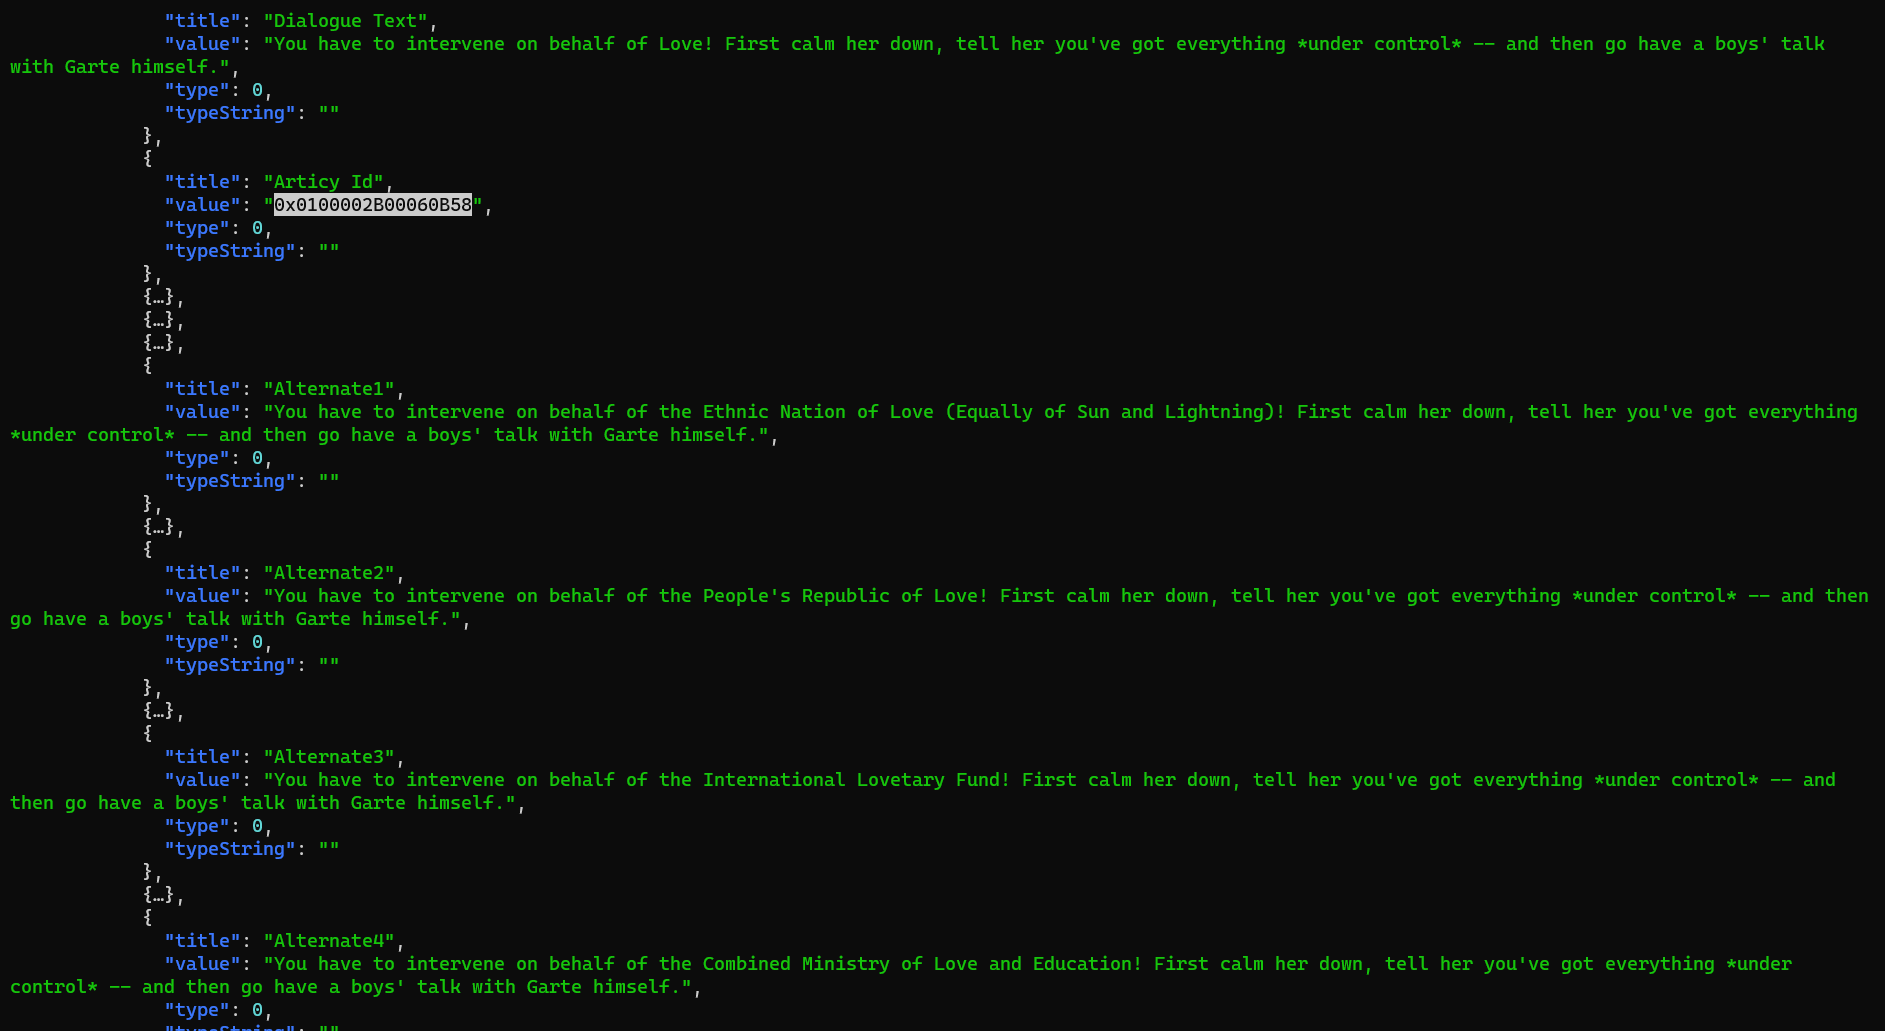 "title": "Dialogue Text",
"value": "You have to intervene on behalf of Love! First calm her down, tell her you've got everything *under control* -- and then go have a boys' talk
with Garte himself.",
"type": 0,
"typeString": ""
},
{
"title": "Articy Id",
"value": "0x0100002B00060B58",
"type": 0,
"typeString": ""
},
{…},
{…},
{…},
{
"title": "Alternate1",
"value": "You have to intervene on behalf of the Ethnic Nation of Love (Equally of Sun and Lightning)! First calm her down, tell her you've got everything
*under control* -- and then go have a boys' talk with Garte himself.",
"type": 0,
"typeString": ""
},
{…},
{
"title": "Alternate2",
"value": "You have to intervene on behalf of the People's Republic of Love! First calm her down, tell her you've got everything *under control* -- and then
go have a boys' talk with Garte himself.",
"type": 0,
"typeString": ""
},
{…},
{
"title": "Alternate3",
"value": "You have to intervene on behalf of the International Lovetary Fund! First calm her down, tell her you've got everything *under control* -- and
then go have a boys' talk with Garte himself.",
"type": 0,
"typeString": ""
},
{…},
{
"title": "Alternate4",
"value": "You have to intervene on behalf of the Combined Ministry of Love and Education! First calm her down, tell her you've got everything *under
control* -- and then go have a boys' talk with Garte himself.",
"type": 0,
"typeString": ""